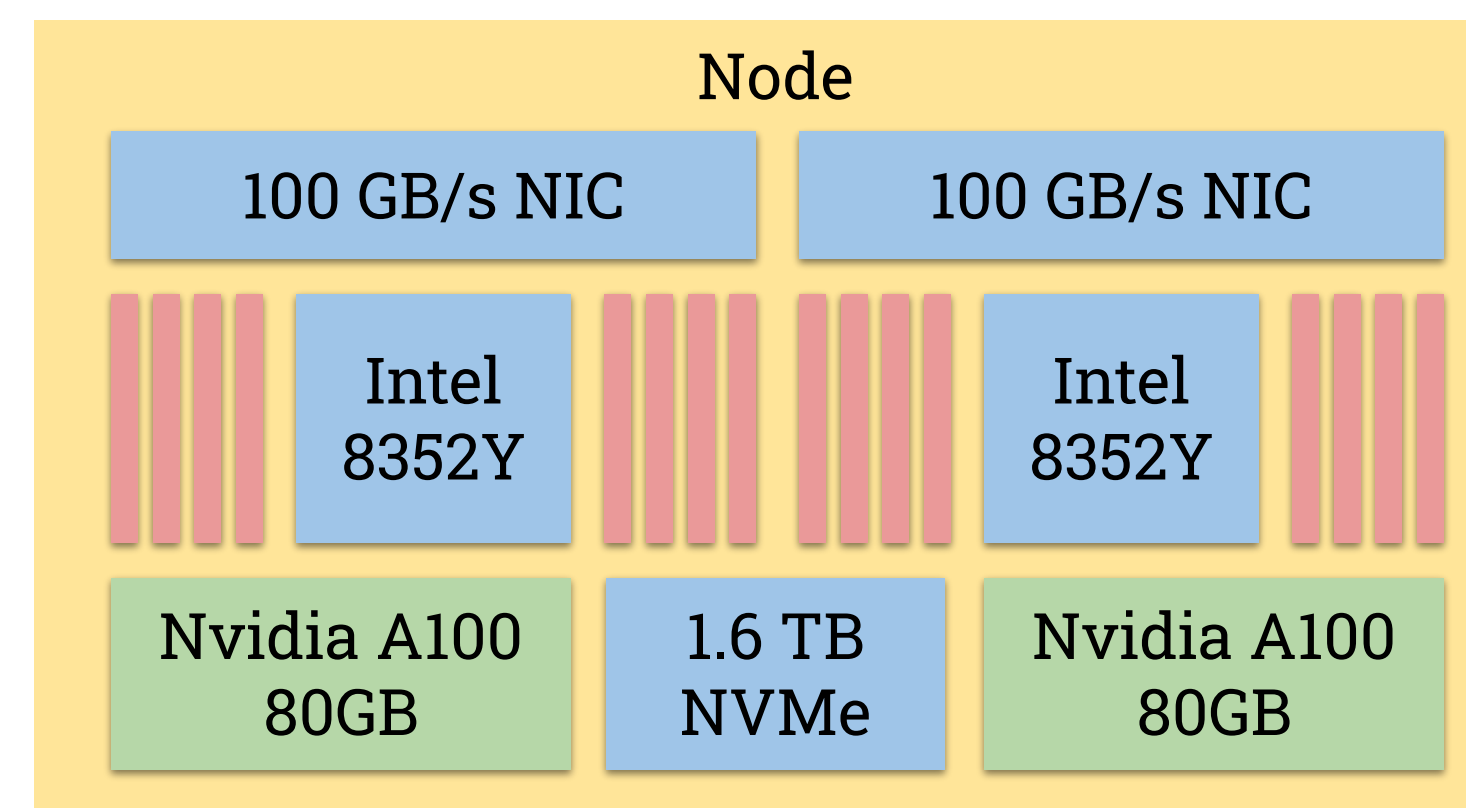 Node
100 GB/s NIC
100 GB/s NIC
Intel
8352Y
Intel
8352Y
Nvidia A100
80GB
1.6 TB
NVMe
Nvidia A100
80GB